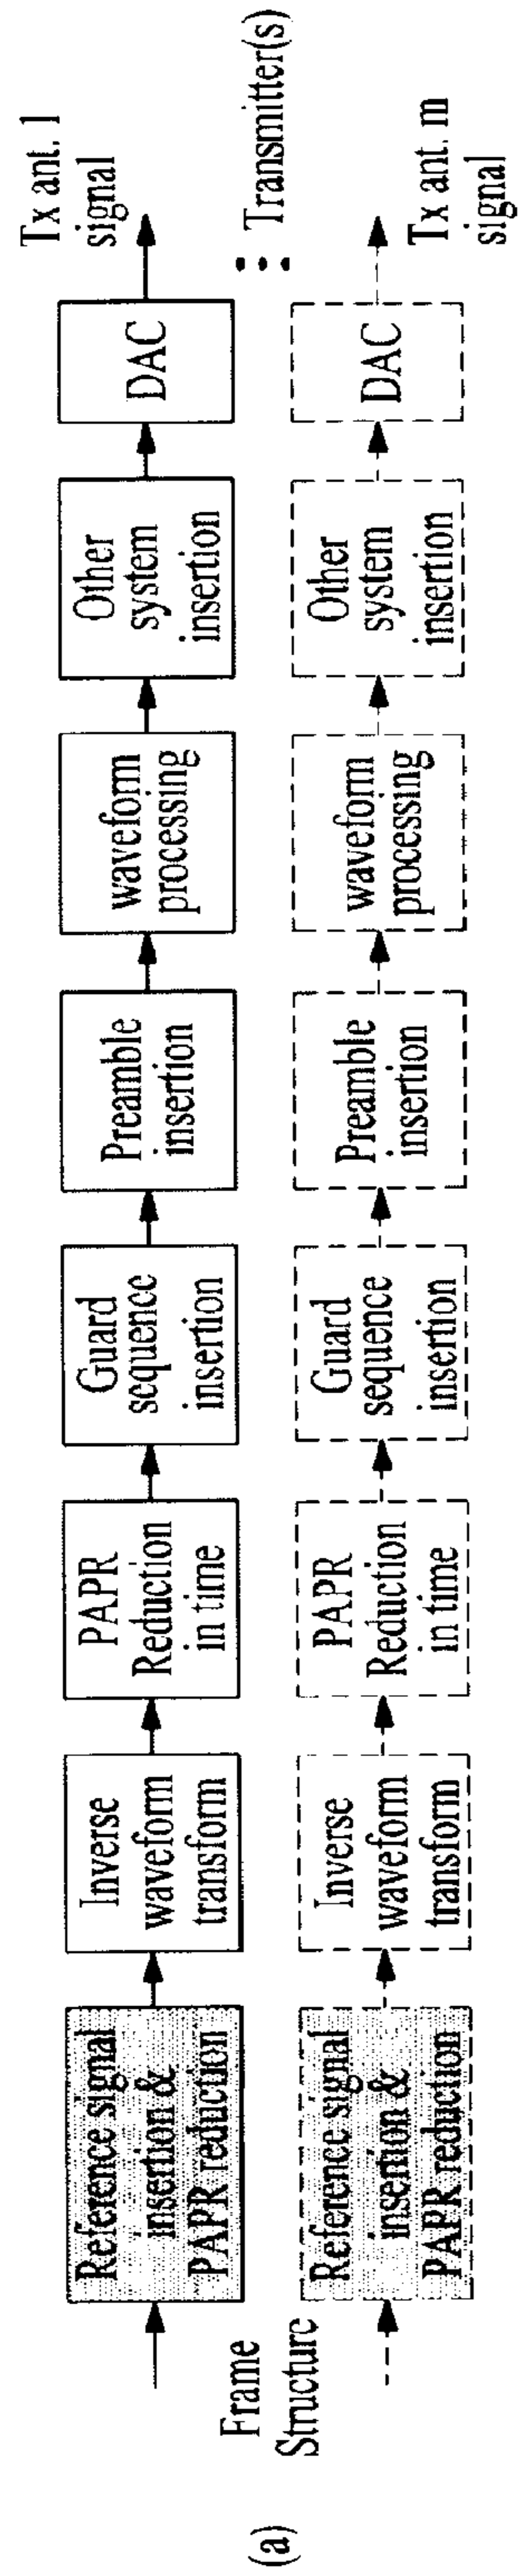 (a)
Frame
Structure
Reference signal
insertion &
PAPR reduction
Inverse
waveform
transform
PAPR
Reduction
in time
Guard
sequence
insertion
Preamble
insertion
waveform
processing
Other
system
insertion
DAC
Tx ant. 1
signal
Transmitter(s)
Reference signal
insertion &
PAPR reduction
Inverse
waveform
transform
PAPR
Reduction
in time
Guard
sequence
insertion
Preamble
insertion
waveform
processing
Other
system
insertion
DAC
Tx ant. m
signal